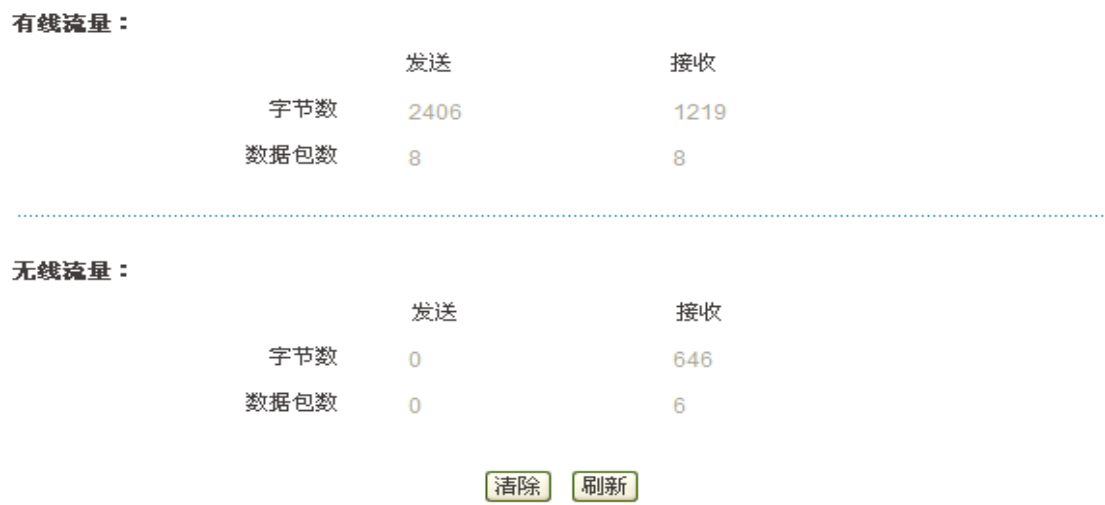 有线流量：
发送 接收
字节数 2406 1219
数据包数 8 8
无线流量：
发送 接收
字节数 0 646
数据包数 0 6
清除 刷新